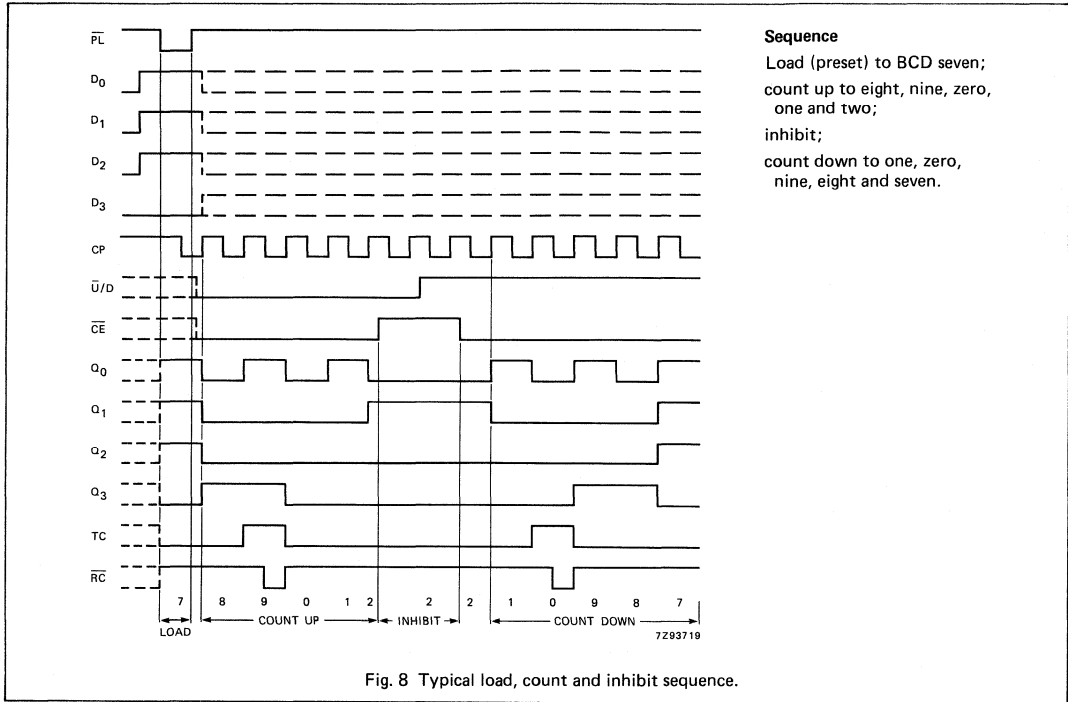 PL
D0
D1
D2
D3
CP
U/D
CE
Q0
Q1
Q2
Q3
TC
RC
7 8 9 0 1 2 2 2 1 0 9 8 7
LOAD COUNT UP INHIBIT COUNT DOWN
7Z93719
Sequence
Load (preset) to BCD seven;
count up to eight, nine, zero,
one and two;
inhibit;
count down to one, zero,
nine, eight and seven.
Fig. 8 Typical load, count and inhibit sequence.